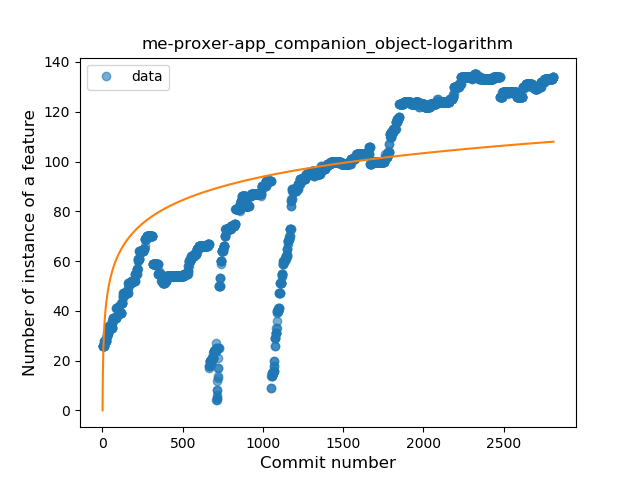 me-proxer-app_companion_object-logarithm
data
Number of instance of a feature
140
120
100
80
60
40
20
0
0 500 1000 1500 2000 2500
Commit number